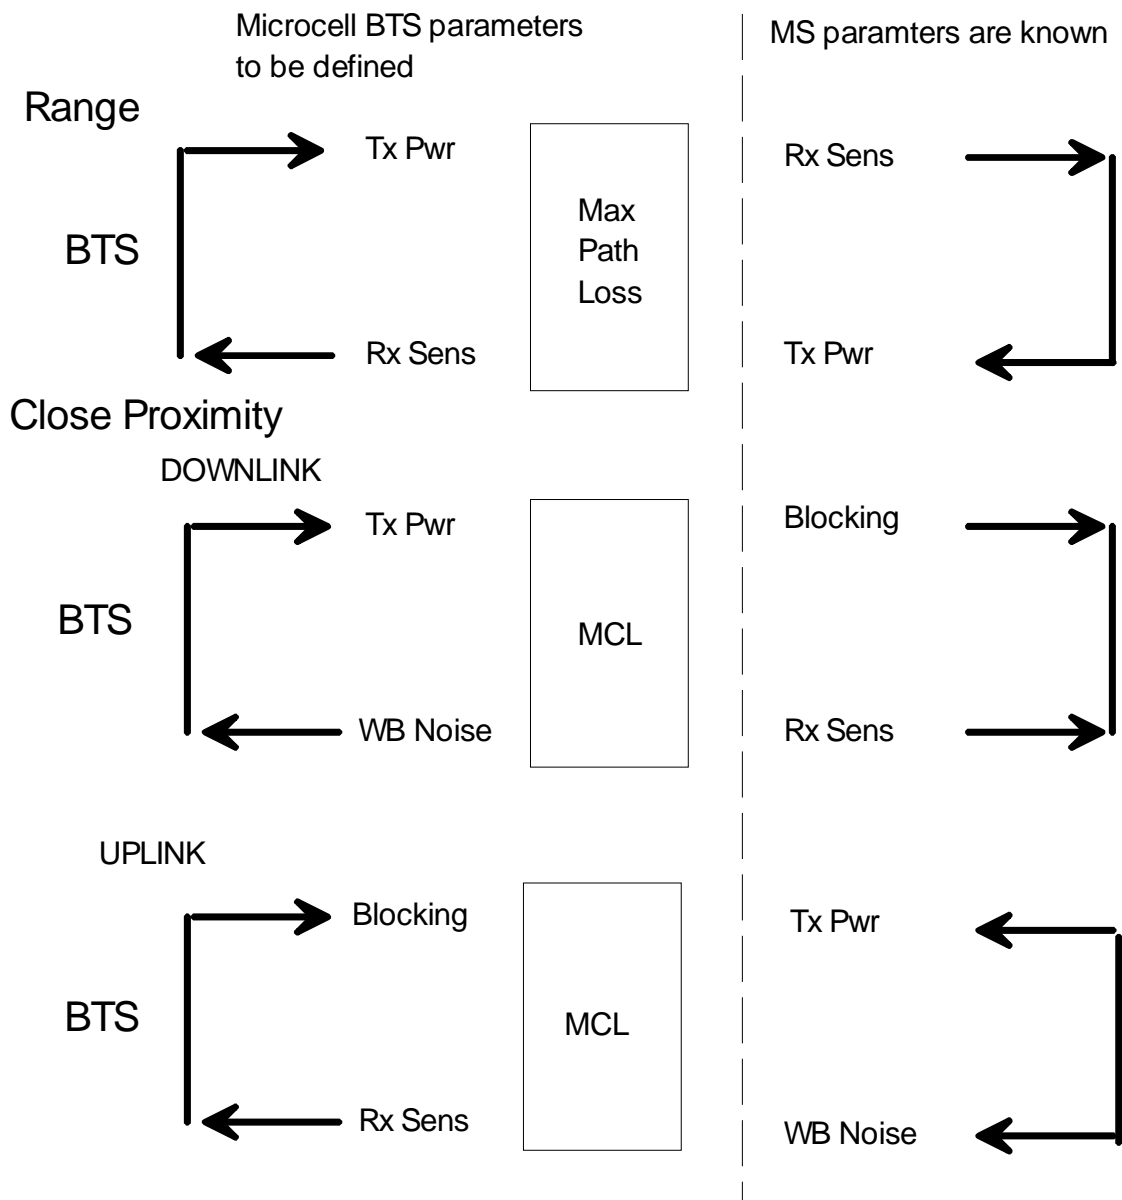 Microcell BTS parameters
to be defined
MS paramters are known
Range
Tx Pwr
Rx Sens
BTS
Max
Path
Loss
Rx Sens
Tx Pwr
Close Proximity
DOWNLINK
Tx Pwr
Blocking
BTS
MCL
WB Noise
Rx Sens
UPLINK
Blocking
Tx Pwr
BTS
MCL
Rx Sens
WB Noise